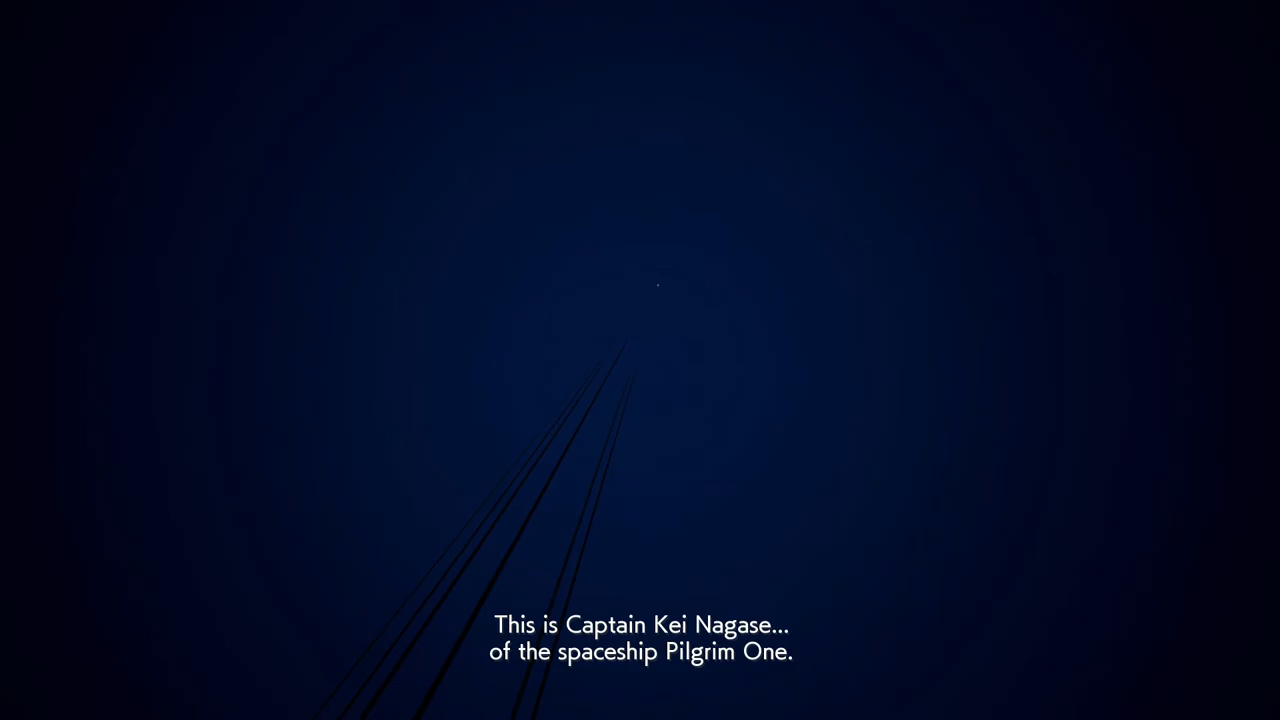 This is Captain Kei Nagase...
of the spaceship Pilgrim One.